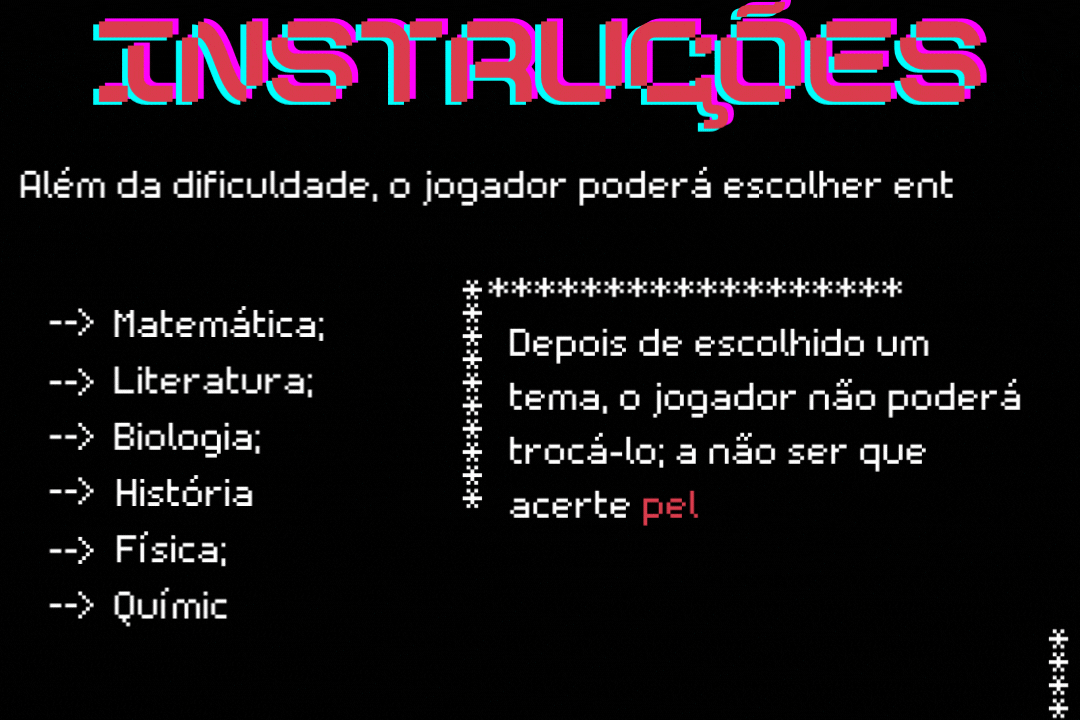 INSTRUÇÕES
Além da dificuldade, o jogador poderá escolher ent
--> Matemática;
--> Literatura;
--> Biologia;
--> História
--> Física;
--> Químic
*******************
Depois de escolhido um
tema, o jogador não poderá
trocá-lo; a não ser que
acerte pel